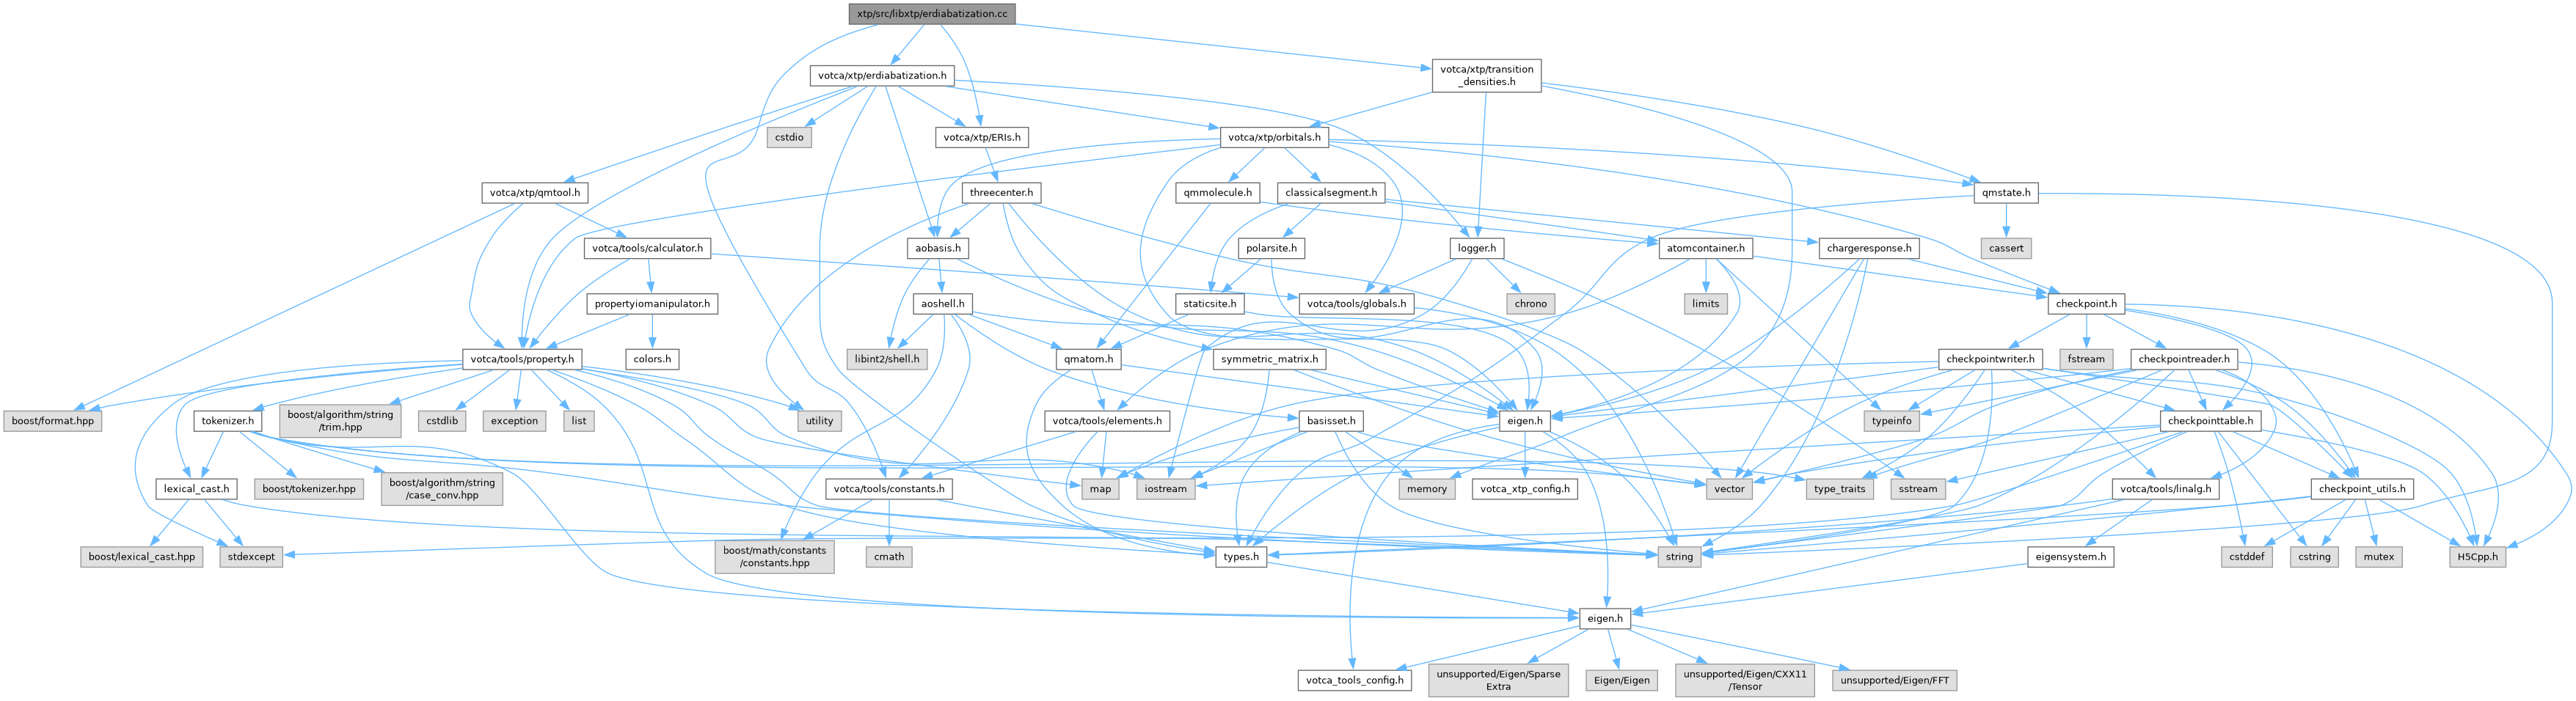 xtp/src/libxtp/erdiabatization.cc
votca/xtp/erdiabatization.h
votca/xtp/transition
_densities.h
cstdio
votca/xtp/ERIs.h
votca/xtp/orbitals.h
votca/xtp/qmtool.h
threecenter.h
qmmolecule.h
classicalsegment.h
qmstate.h
votca/tools/calculator.h
aobasis.h
polarsite.h
logger.h
atomcontainer.h
chargeresponse.h
cassert
propertyiomanipulator.h
aoshell.h
staticsite.h
votca/tools/globals.h
chrono
limits
checkpoint.h
votca/tools/property.h
colors.h
libint2/shell.h
qmatom.h
symmetric_matrix.h
checkpointwriter.h
fstream
checkpointreader.h
boost/format.hpp
tokenizer.h
boost/algorithm/string
/trim.hpp
cstdlib
exception
list
utility
votca/tools/elements.h
basisset.h
eigen.h
typeinfo
checkpointtable.h
lexical_cast.h
boost/tokenizer.hpp
boost/algorithm/string
/case_conv.hpp
votca/tools/constants.h
map
iostream
memory
votca_xtp_config.h
vector
type_traits
sstream
votca/tools/linalg.h
checkpoint_utils.h
boost/lexical_cast.hpp
stdexcept
boost/math/constants
/constants.hpp
cmath
types.h
string
eigensystem.h
cstddef
cstring
mutex
H5Cpp.h
eigen.h
votca_tools_config.h
unsupported/Eigen/Sparse
Extra
Eigen/Eigen
unsupported/Eigen/CXX11
/Tensor
unsupported/Eigen/FFT